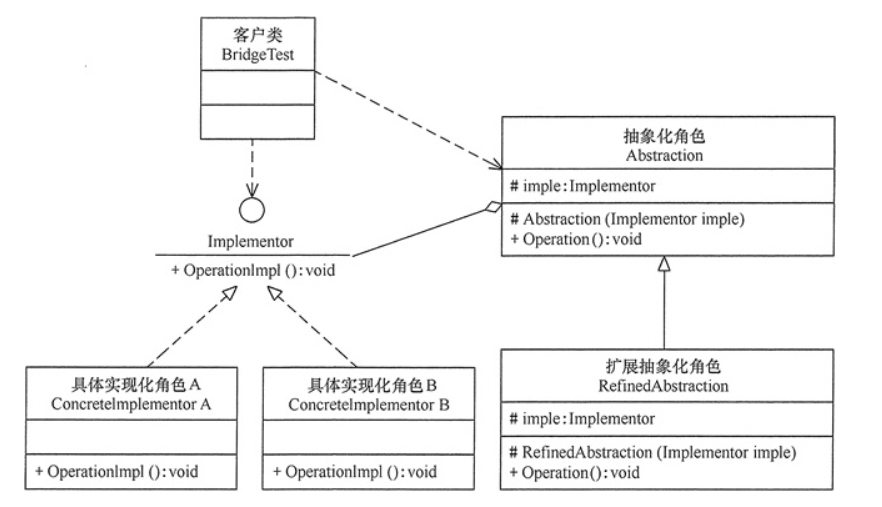 客户类
BridgeTest
抽象化角色
Abstraction
# imple:Implementor
# Abstraction (Implementor imple)
+ Operation():void
Implementor
+ OperationImpl ():void
具体实现化角色A
ConcreteImplementor A
+ OperationImpl ():void
具体实现化角色B
ConcreteImplementor B
+ OperationImpl ():void
扩展抽象化角色
RefinedAbstraction
# imple:Implementor
# RefinedAbstraction (Implementor imple)
+ Operation():void